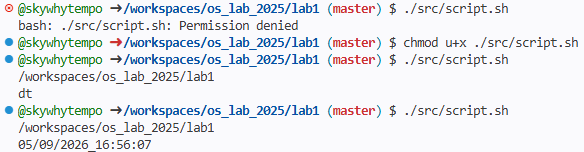 @skywhytempo →/workspaces/os_lab_2025/lab1 (master) $ ./src/script.sh
bash: ./src/script.sh: Permission denied
@skywhytempo →/workspaces/os_lab_2025/lab1 (master) $ chmod u+x ./src/script.sh
@skywhytempo →/workspaces/os_lab_2025/lab1 (master) $ ./src/script.sh
/workspaces/os_lab_2025/lab1
dt
@skywhytempo →/workspaces/os_lab_2025/lab1 (master) $ ./src/script.sh
/workspaces/os_lab_2025/lab1
05/09/2026_16:56:07